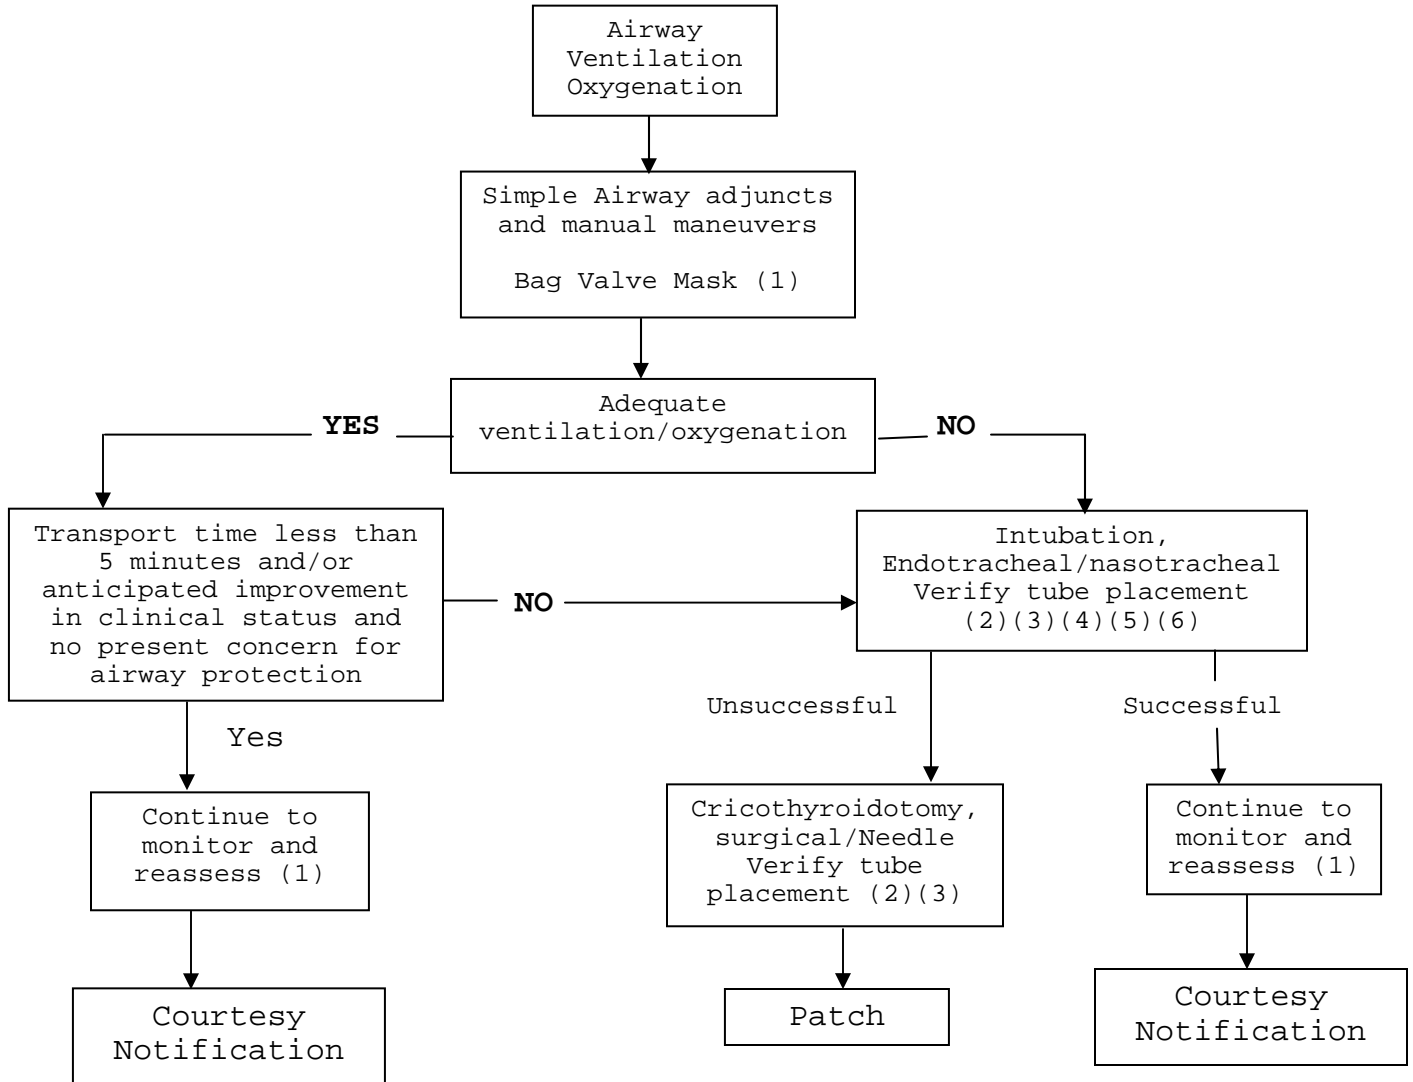 Airway
Ventilation
Oxygenation
Simple Airway adjuncts
and manual maneuvers
Bag Valve Mask (1)
Adequate
ventilation/oxygenation
YES
NO
Transport time less than
5 minutes and/or
anticipated improvement
in clinical status and
no present concern for
airway protection
NO
Intubation,
Endotracheal/nasotracheal
Verify tube placement
(2)(3)(4)(5)(6)
Yes
Unsuccessful
Successful
Continue to
monitor and
reassess (1)
Cricothyroidotomy,
surgical/Needle
Verify tube
placement (2)(3)
Continue to
monitor and
reassess (1)
Courtesy
Notification
Patch
Courtesy
Notification